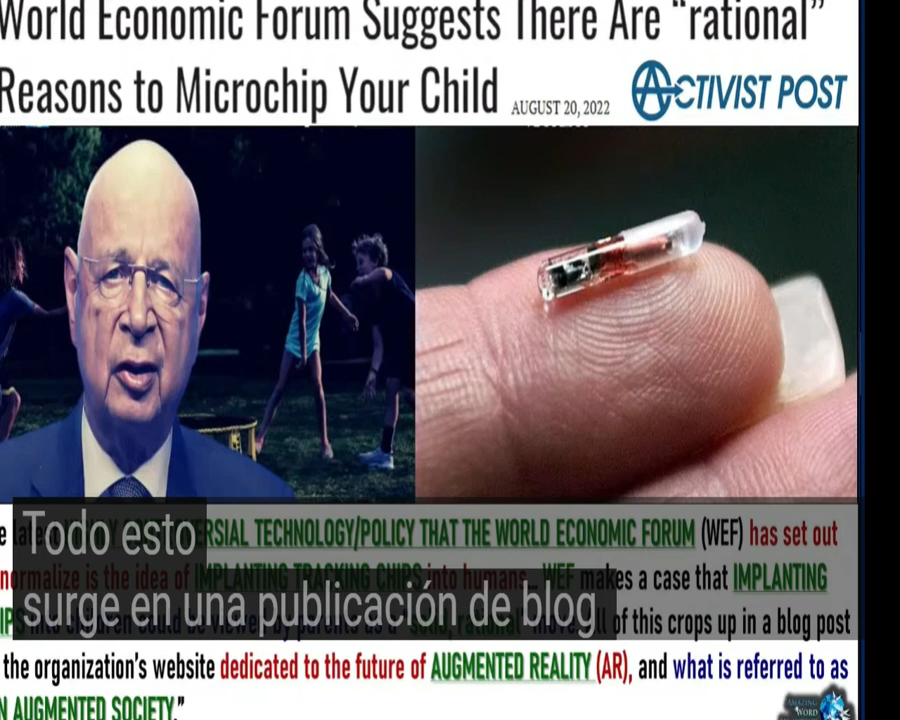 World Economic Forum Suggests There Are “rational”
Reasons to Microchip Your Child AUGUST 20, 2022 ACTIVIST POST
TECHNOLOGY/POLICY THAT THE WORLD ECONOMIC FORUM (WEF) has set out
normalize is the idea of IMPLANTING TRACKING CHIPS into humans... WEF makes a case that IMPLANTING
of this crops up in a blog post
the organization's website dedicated to the future of AUGMENTED REALITY (AR), and what is referred to as
AN AUGMENTED SOCIETY.”
Todo esto
surge en una publicación de blog
AMAZING
WORD